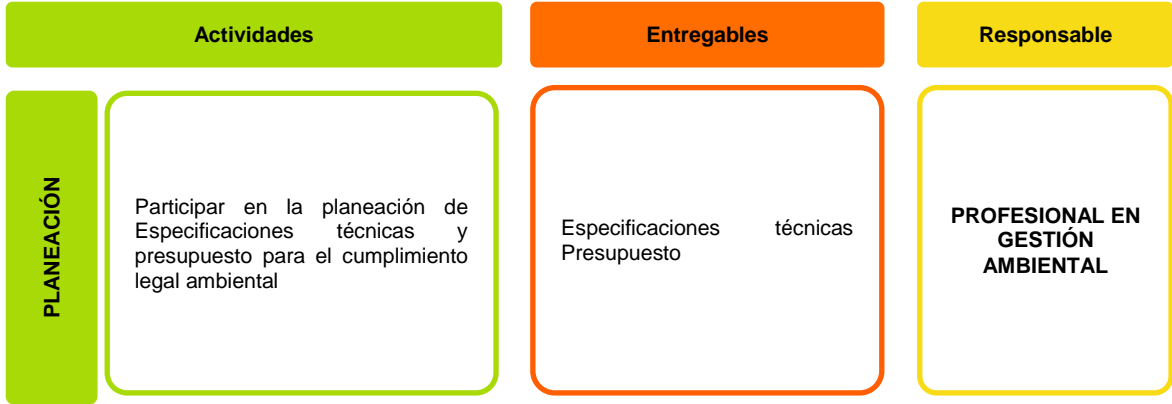 Actividades
Entregables
Responsable
PLANEACIÓN
Participar en la planeación de
Especificaciones técnicas y
presupuesto para el cumplimiento
legal ambiental
Especificaciones técnicas
Presupuesto
PROFESIONAL EN
GESTIÓN
AMBIENTAL